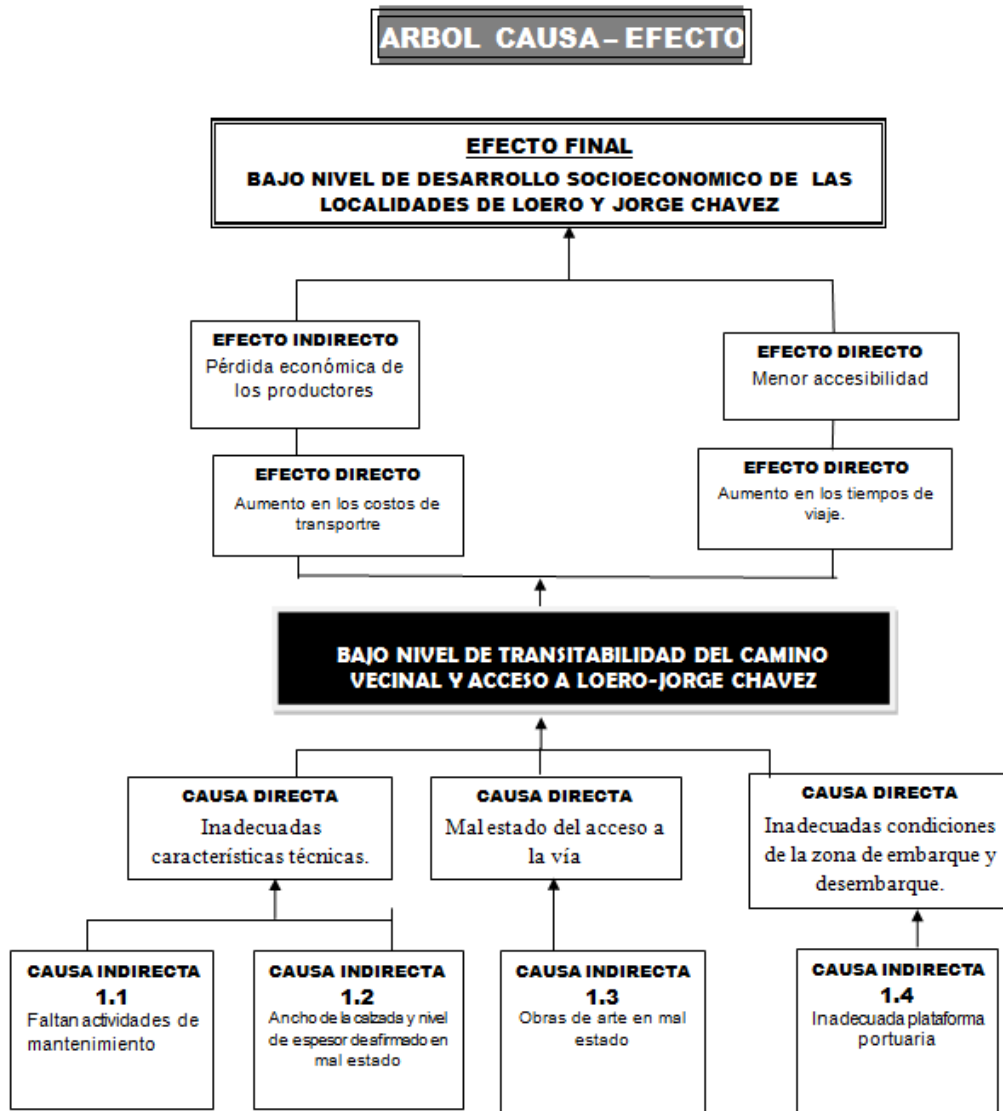 ARBOL CAUSA – EFECTO
EFECTO FINAL
BAJO NIVEL DE DESARROLLO SOCIOECONOMICO DE LAS
LOCALIDADES DE LOERO Y JORGE CHAVEZ
EFECTO INDIRECTO
Pérdida económica de
los productores
EFECTO DIRECTO
Menor accesibilidad
EFECTO DIRECTO
Aumento en los costos de
transportre
EFECTO DIRECTO
Aumento en los tiempos de
viaje.
BAJO NIVEL DE TRANSITABILIDAD DEL CAMINO
VECINAL Y ACCESO A LOERO-JORGE CHAVEZ
CAUSA DIRECTA
Inadecuadas
características técnicas.
CAUSA DIRECTA
Mal estado del acceso a
la vía
CAUSA DIRECTA
Inadecuadas condiciones
de la zona de embarque y
desembarque.
CAUSA INDIRECTA
1.1
Faltan actividades de
mantenimiento
CAUSA INDIRECTA
1.2
Ancho de la calzada y nivel
de espesor de afirmado en
mal estado
CAUSA INDIRECTA
1.3
Obras de arte en mal
estado
CAUSA INDIRECTA
1.4
Inadecuada plataforma
portuaria